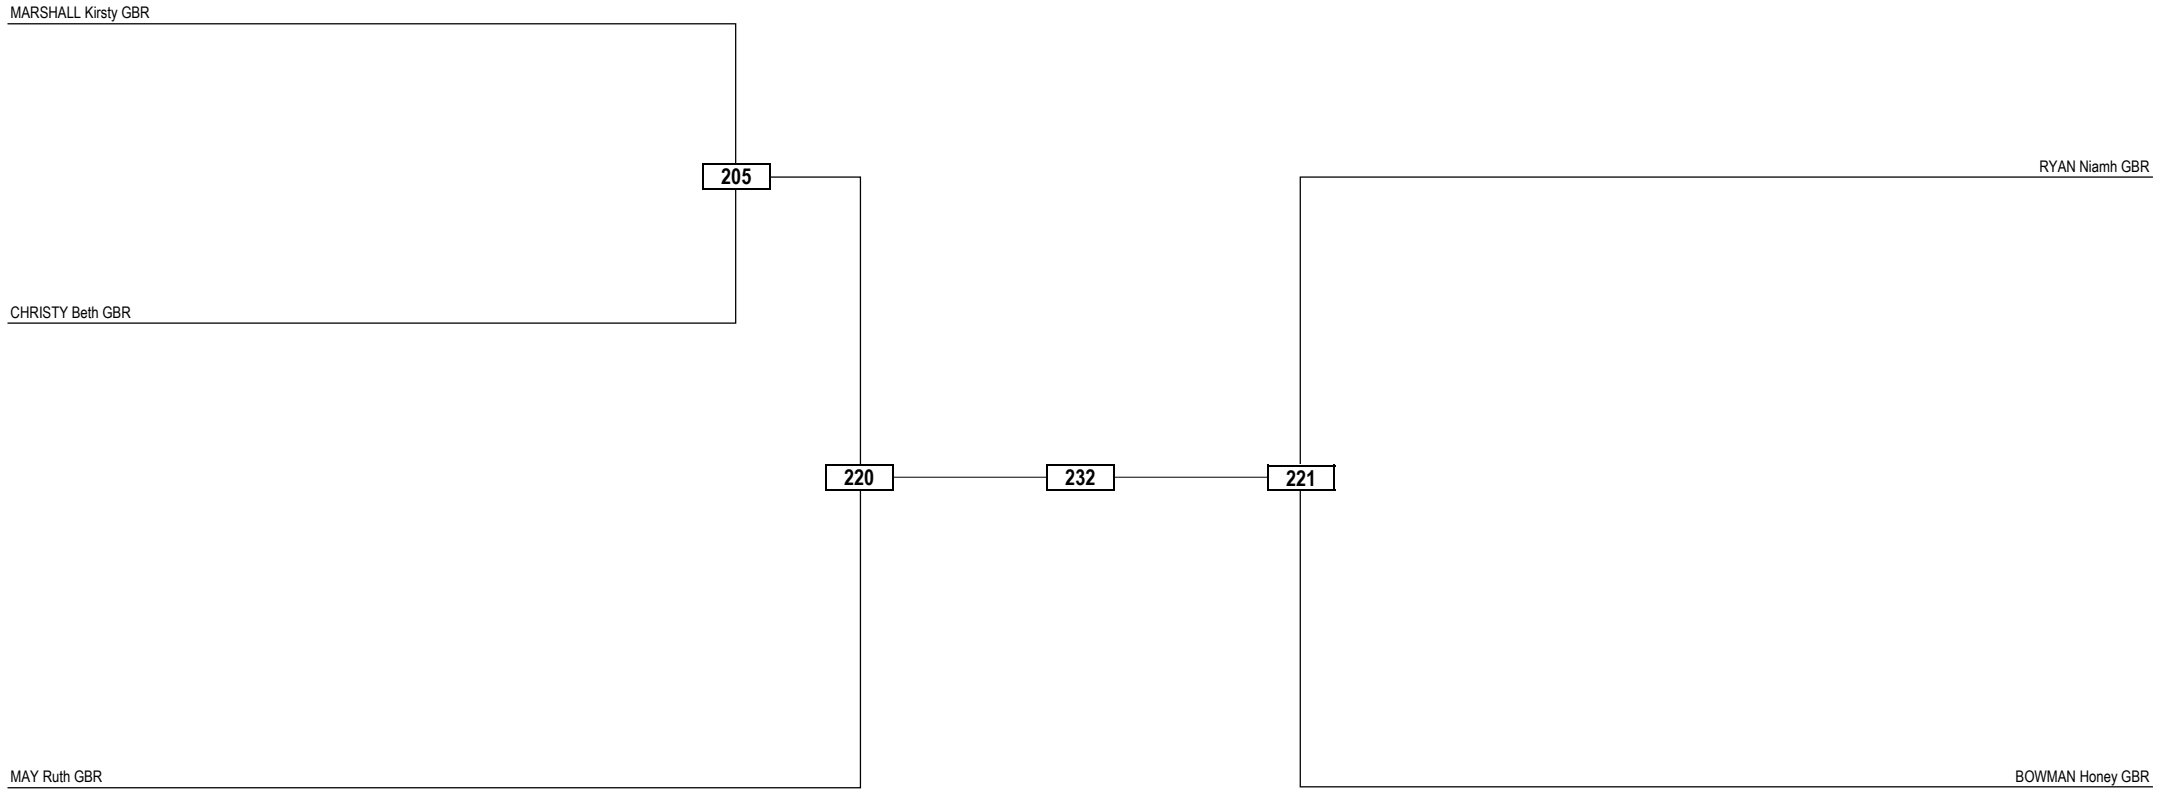 MARSHALL Kirsty GBR
205
RYAN Niamh GBR
CHRISTY Beth GBR
220
232
221
MAY Ruth GBR
BOWMAN Honey GBR